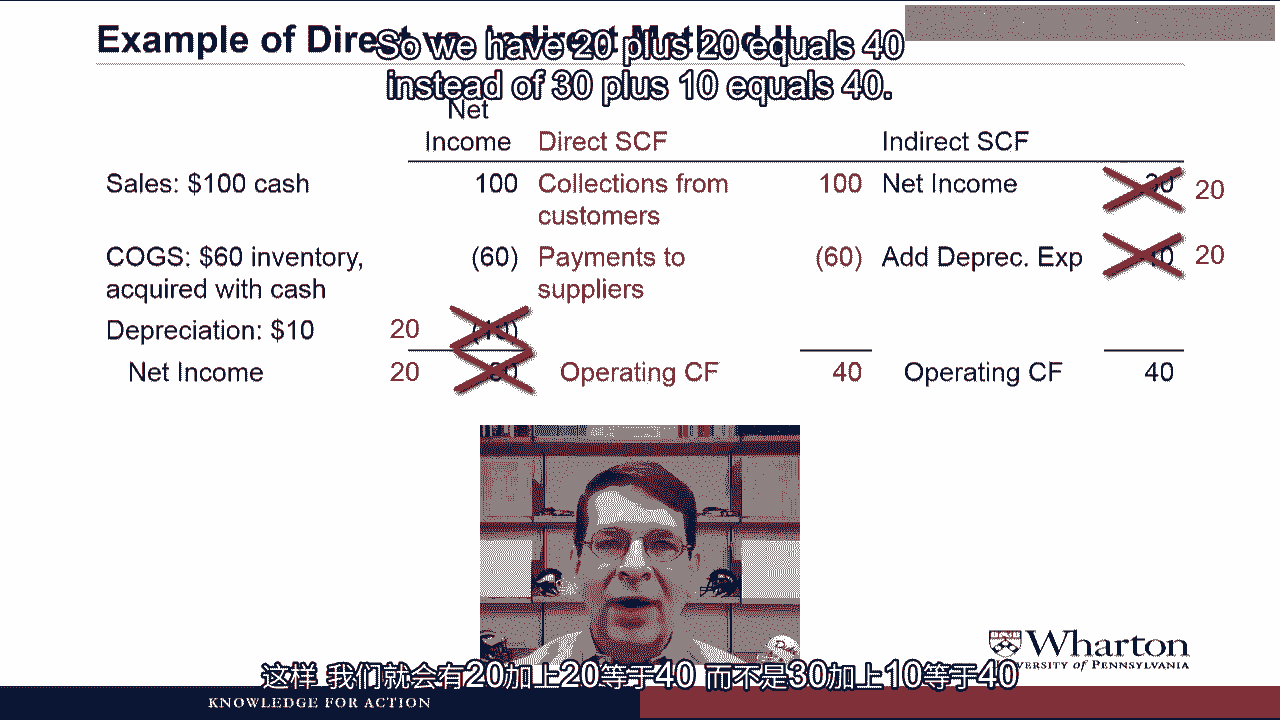 Example of Direct vs. Indirect Method II
So we have 20 plus 20 equals 40
instead of 30 plus 10 equals 40.
Net
Income Direct SCF Indirect SCF
Sales: $100 cash 100 Collections from 100 Net Income 30 20
customers
COGS: $60 inventory, (60) Payments to (60) Add Deprec. Exp 10 20
acquired with cash suppliers
Depreciation: $10 20 (10)
Net Income 20 30 Operating CF 40 Operating CF 40
Wharton
UNIVERSITY of PENNSYLVANIA
这样 我们就会有20加上20等于40 而不是30加上10等于40
KNOWLEDGE FOR ACTION